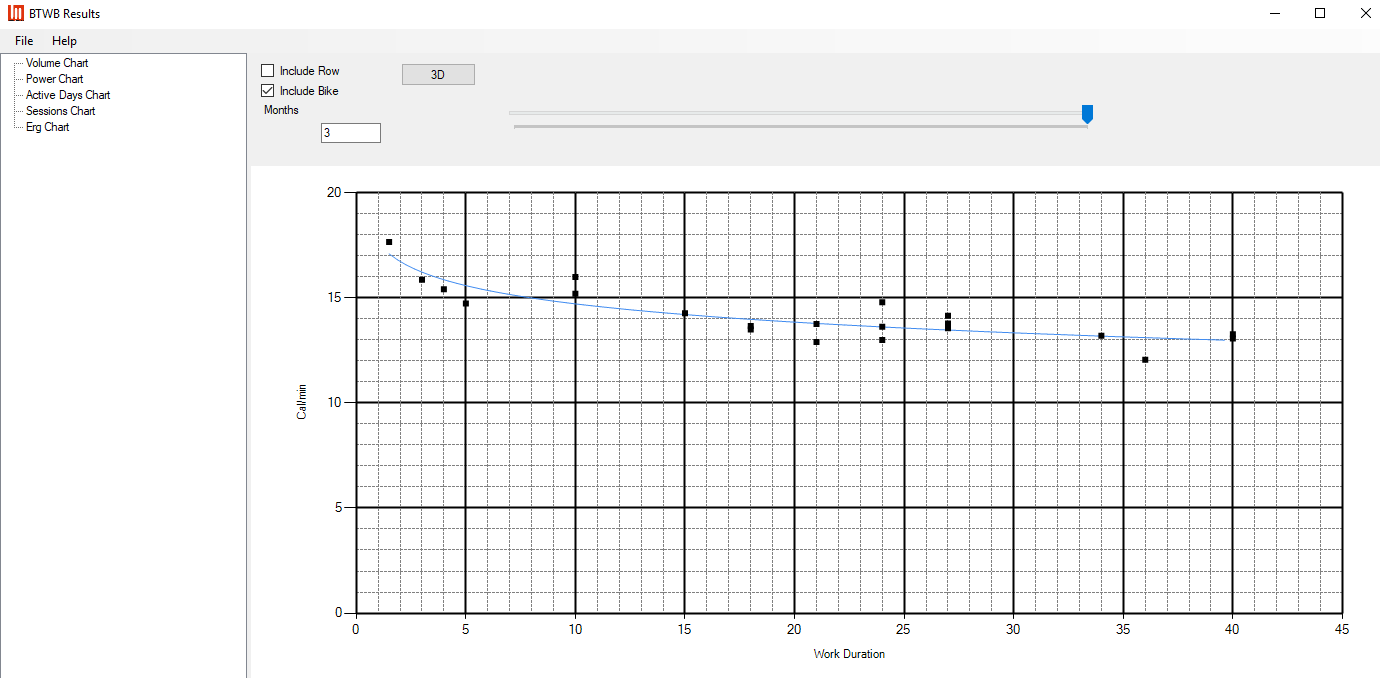 BTWB Results
File Help
Volume Chart
Power Chart
Active Days Chart
Sessions Chart
Erg Chart
Include Row
3D
Include Bike
Months
3
20
15
10
5
0
Cal/min
0 5 10 15 20 25 30 35 40 45
Work Duration